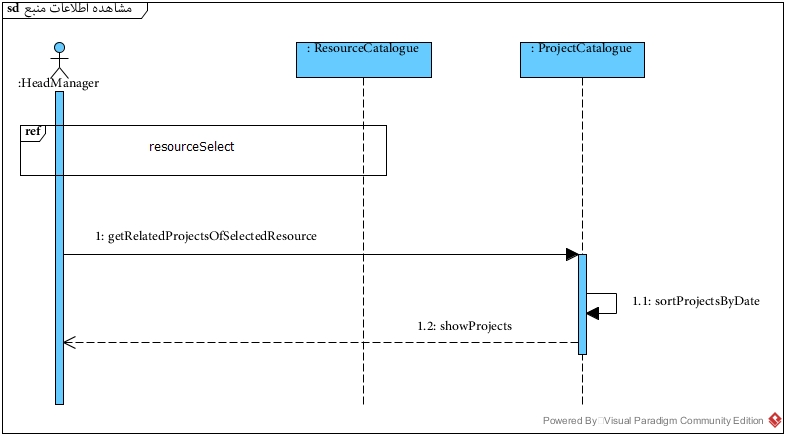 sd مشاهده اطلاعات منبع
: ResourceCatalogue
: ProjectCatalogue
:HeadManager
ref
resourceSelect
1: getRelatedProjectsOfSelectedResource
1.1: sortProjectsByDate
1.2: showProjects
Powered By Visual Paradigm Community Edition